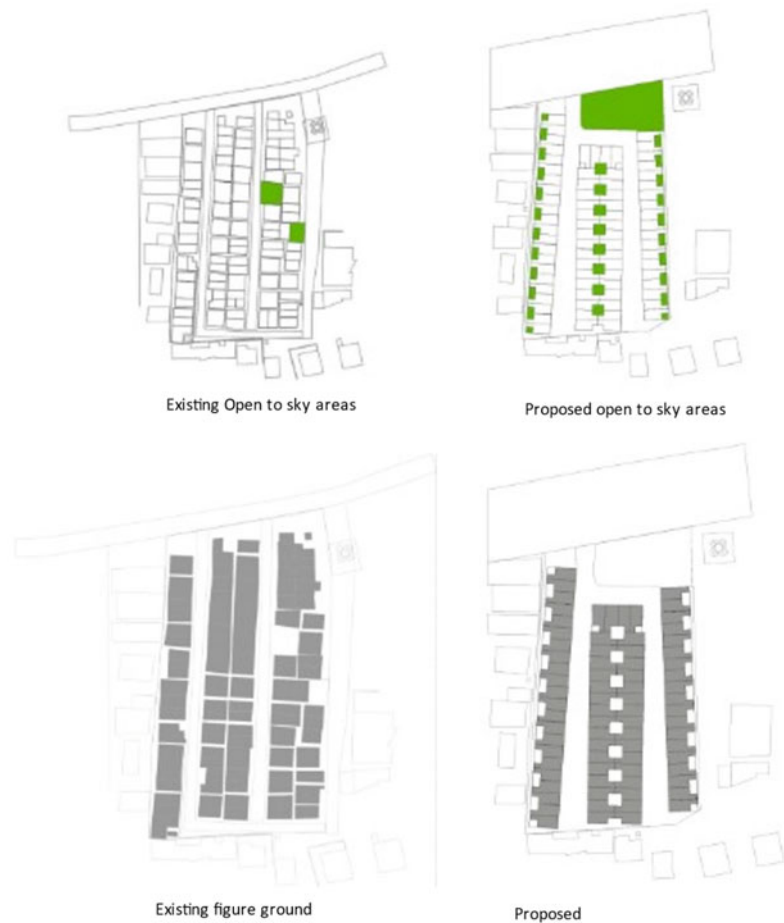 Existing Open to sky areas
Proposed open to sky areas
Existing figure ground
Proposed